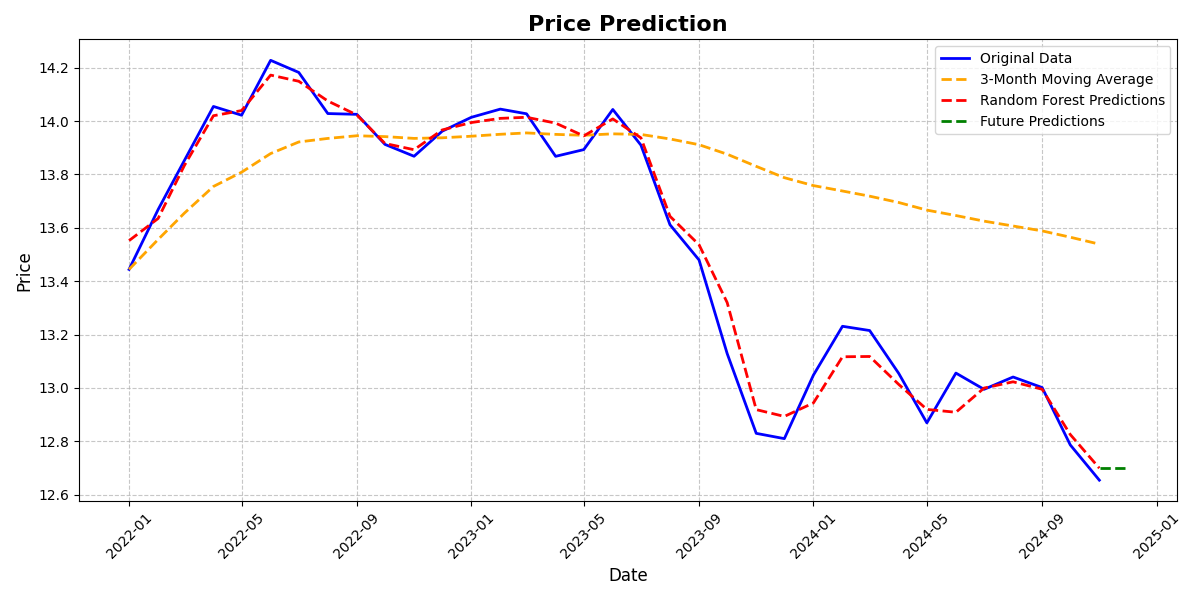 Price Prediction
Original Data
3-Month Moving Average
Random Forest Predictions
Future Predictions
Price
14.2
14.0
13.8
13.6
13.4
13.2
13.0
12.8
12.6
2022-01
2022-05
2022-09
2023-01
2023-05
2023-09
2024-01
2024-05
2024-09
2025-01
Date